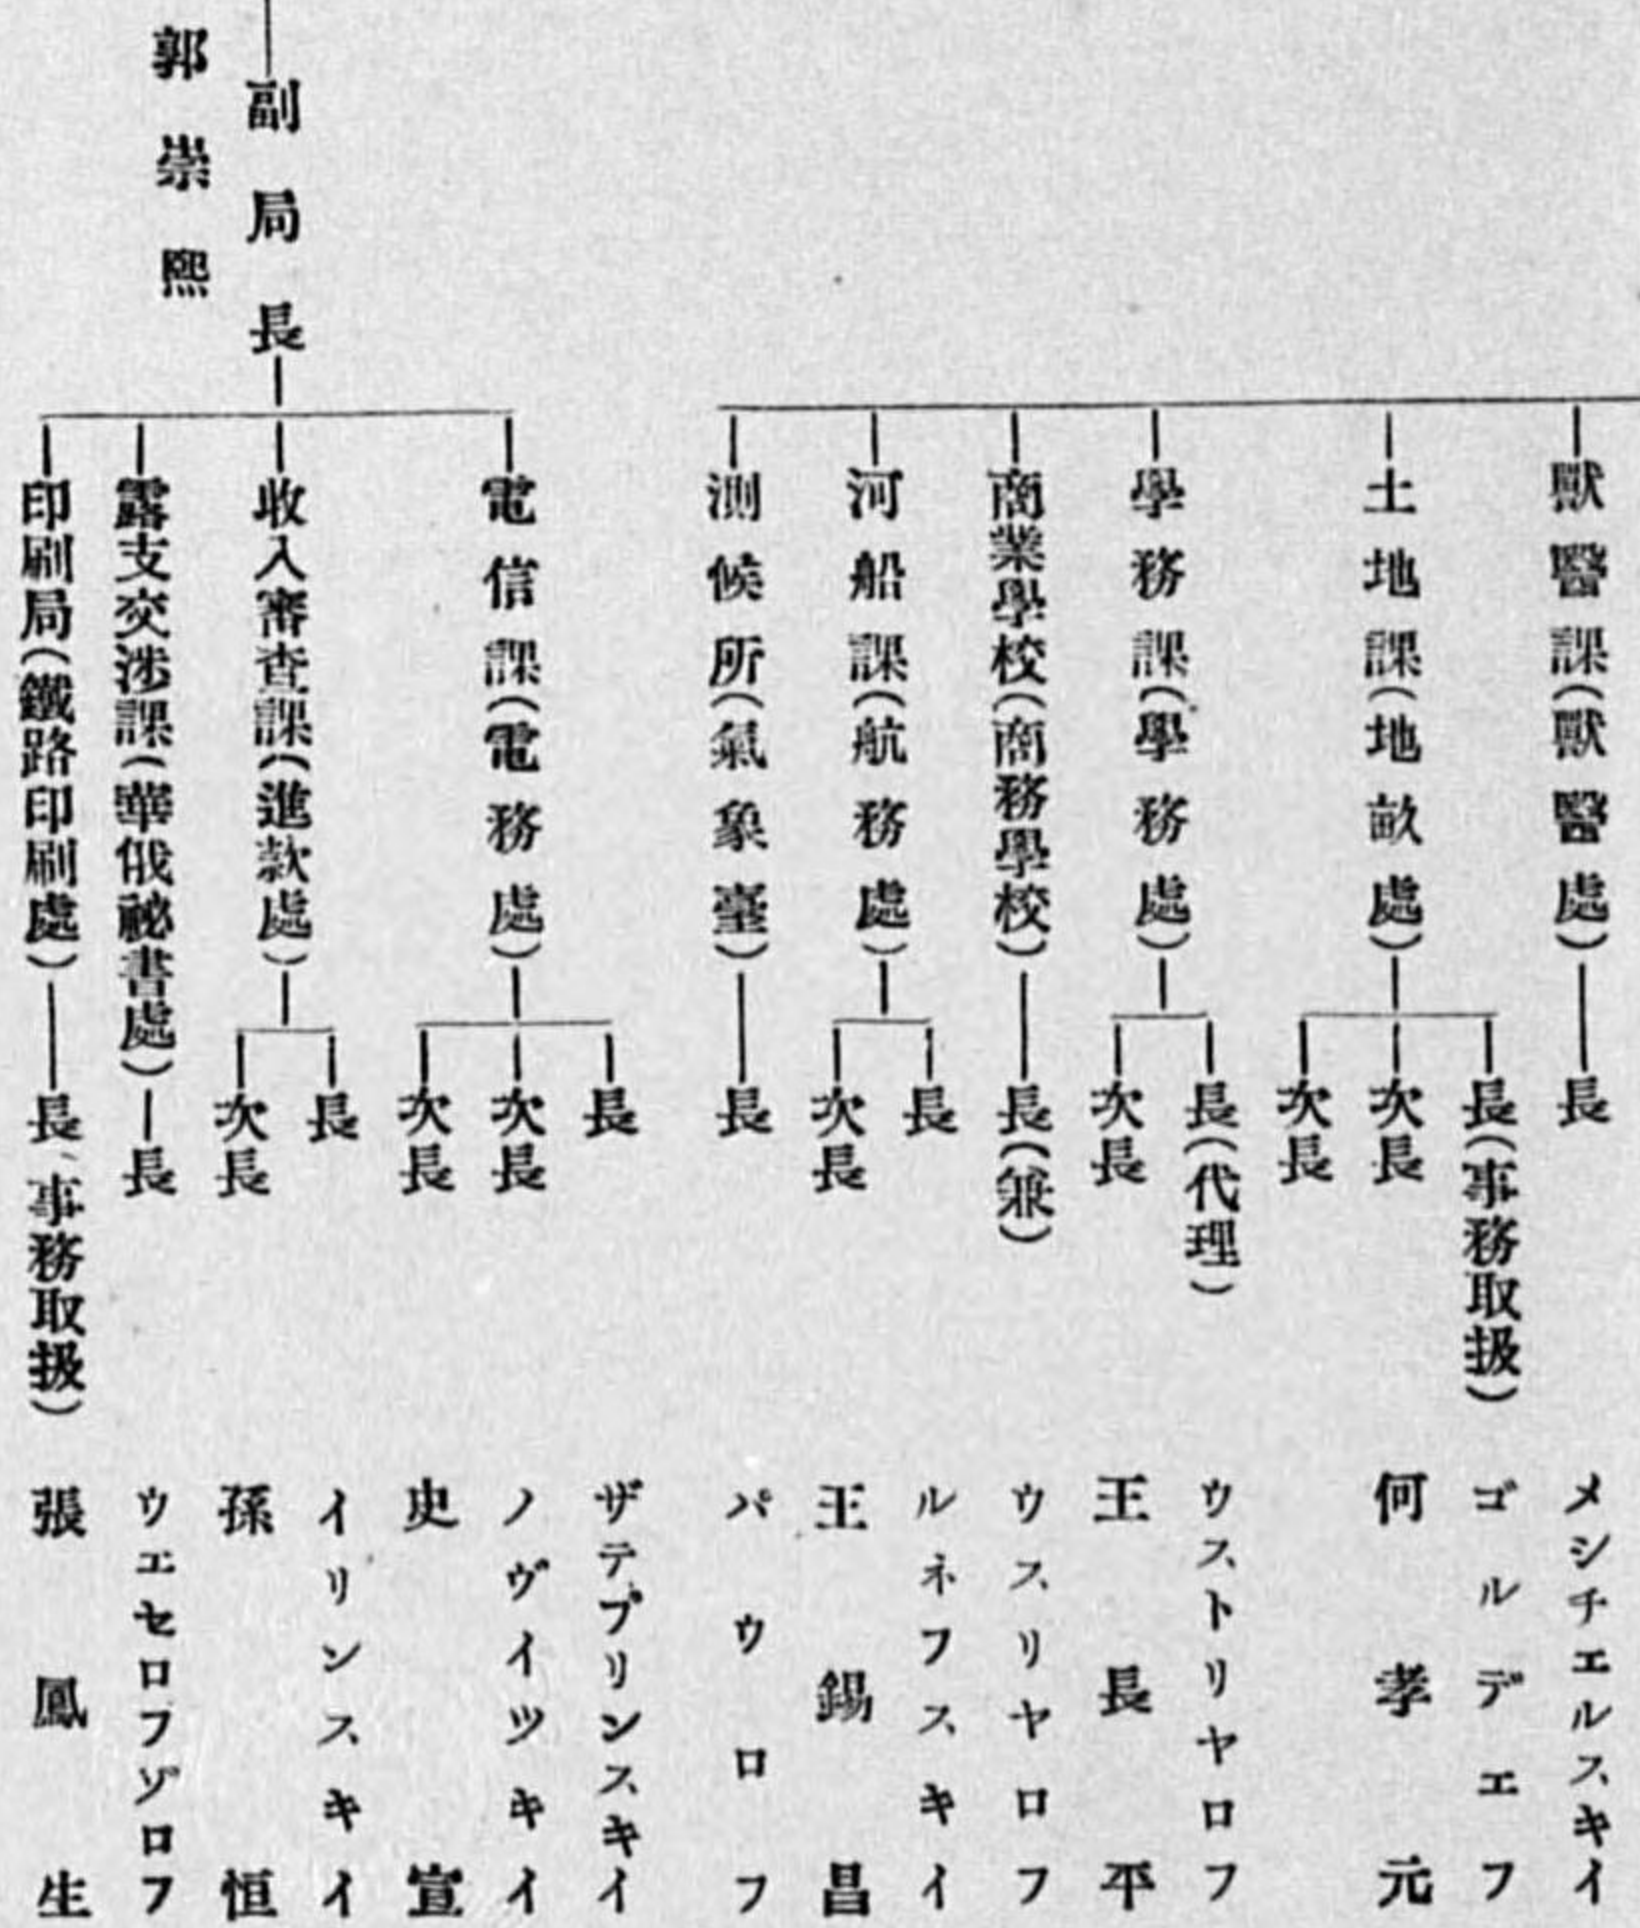 獸醫課(獸醫處)
長
メシチエルスキイ
土地課(地畝處)
長(事務取扱)
ゴルデエフ
次長
何孝元
次長
學務課(學務處)
長(代理)
ウストリヤロフ
次長
王長平
商業學校(商務學校)
長(兼)
ウスリヤロフ
河船課(航務處)
長
ルネフスキイ
次長
王錫昌
測候所(氣象臺)
長
パウロフ
副局長
郭崇熙
電信課(電務處)
長
ザテプリンスキイ
次長
ノヴイツキイ
次長
史宣
收入審査課(進款處)
長
イリンスキイ
次長
孫恒
露支交渉課(華俄祕書處)
長
ウエセロフゾロフ
印刷局(鐵路印刷處)
長、事務取扱)
張鳳生